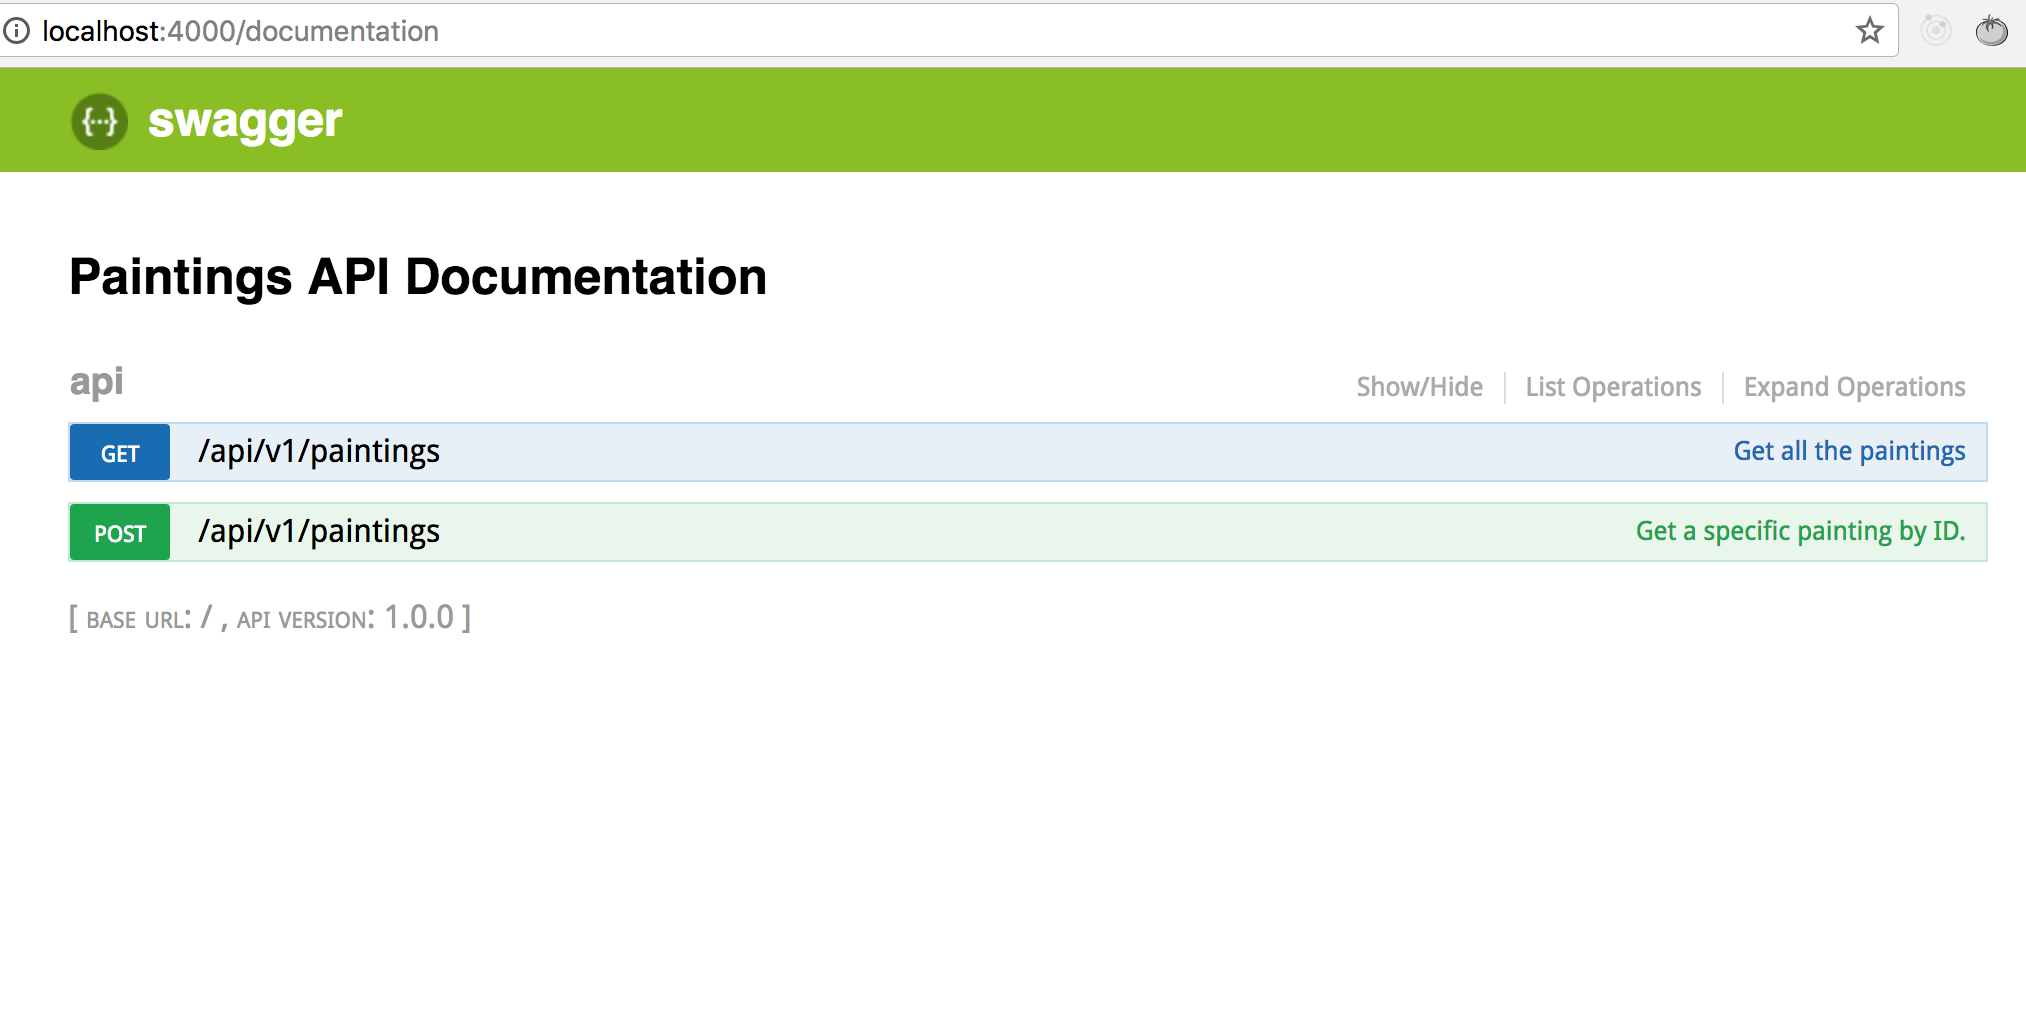 localhost:4000/documentation
{···} swagger
Paintings API Documentation
api Show/Hide List Operations Expand Operations
GET /api/v1/paintings Get all the paintings
POST /api/v1/paintings Get a specific painting by ID.
[ BASE URL: / , API VERSION: 1.0.0 ]